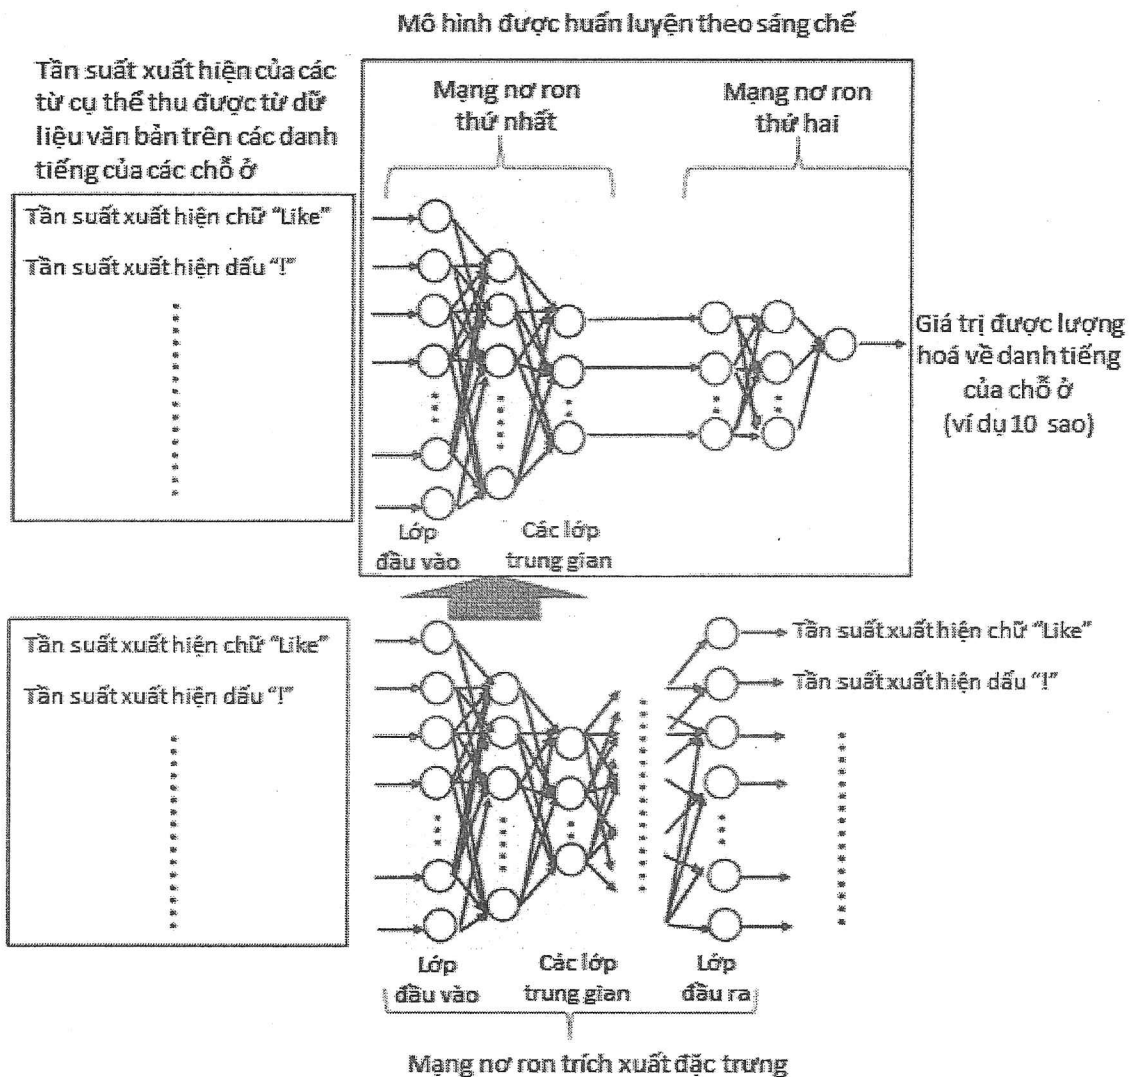 Mô hình được huấn luyện theo sáng chế
Tần suất xuất hiện của các
từ cụ thể thu được từ dữ
liệu văn bản trên các danh
tiếng của các chỗ ở
Mạng nơ ron
thứ nhất
Mạng nơ ron
thứ hai
Tần suất xuất hiện chữ “Like”
Tần suất xuất hiện dấu “!”
Giá trị được lượng
hoá về danh tiếng
của chỗ ở
(ví dụ 10 sao)
Lớp
đầu vào
Các lớp
trung gian
Tần suất xuất hiện chữ “Like”
Tần suất xuất hiện dấu “!”
Tần suất xuất hiện chữ “Like”
Tần suất xuất hiện dấu “!”
Lớp
đầu vào
Các lớp
trung gian
Lớp
đầu ra
Mạng nơ ron trích xuất đặc trưng